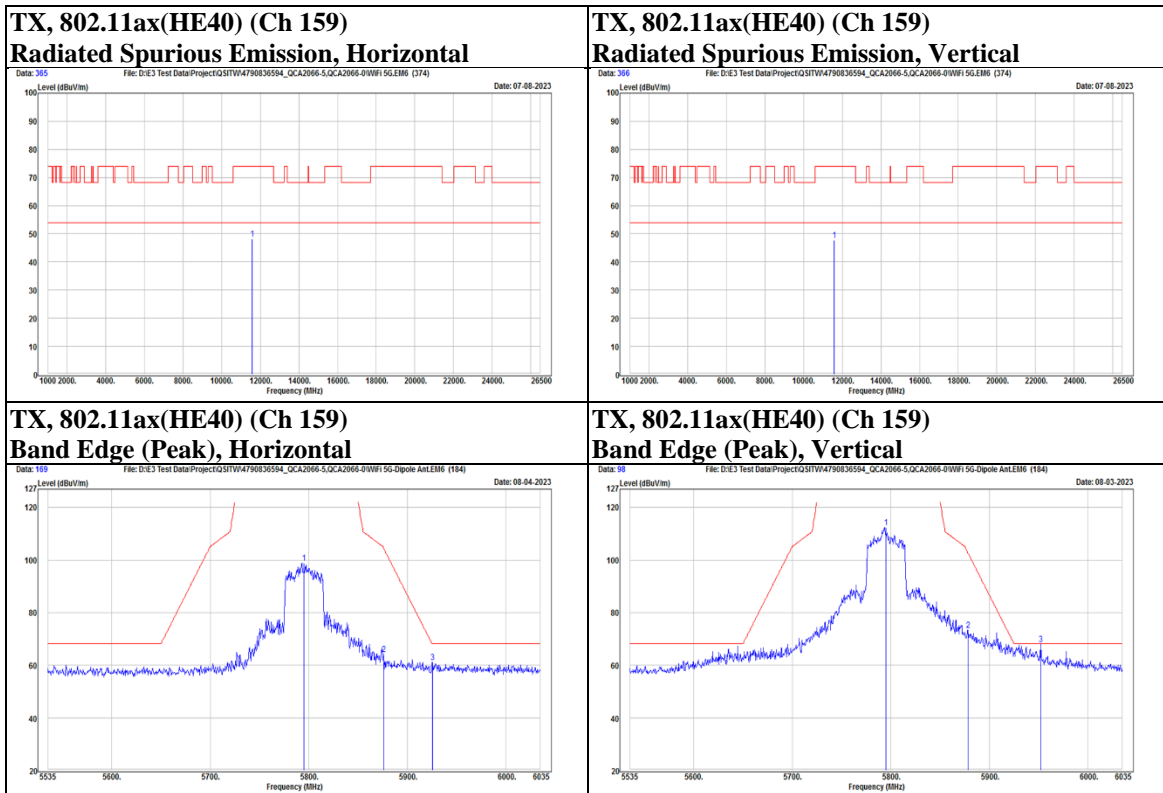 TX, 802.11ax(HE40) (Ch 159)
Radiated Spurious Emission, Horizontal
Data: 365 File: D:\E3 Test Data\Project\QSITW\4790836594_QCA2066-5,QCA2066-0\WiFi 5G.EM6 (374)
Level (dBuV/m) Date: 07-08-2023
100
90
80
70
60
50
40
30
20
10
0
1
1000 2000. 4000. 6000. 8000. 10000. 12000. 14000. 16000. 18000. 20000. 22000. 24000. 26500
Frequency (MHz)
TX, 802.11ax(HE40) (Ch 159)
Radiated Spurious Emission, Vertical
Data: 366 File: D:\E3 Test Data\Project\QSITW\4790836594_QCA2066-5,QCA2066-0\WiFi 5G.EM6 (374)
Level (dBuV/m) Date: 07-08-2023
100
90
80
70
60
50
40
30
20
10
0
1
1000 2000. 4000. 6000. 8000. 10000. 12000. 14000. 16000. 18000. 20000. 22000. 24000. 26500
Frequency (MHz)
TX, 802.11ax(HE40) (Ch 159)
Band Edge (Peak), Horizontal
Data: 169 File: D:\E3 Test Data\Project\QSITW\4790836594_QCA2066-5,QCA2066-0\WiFi 5G-Dipole Ant.EM6 (184)
127 Level (dBuV/m) Date: 08-04-2023
120
100
80
60
40
20
1
2
3
5535 5600. 5700. 5800. 5900. 6000. 6035
Frequency (MHz)
TX, 802.11ax(HE40) (Ch 159)
Band Edge (Peak), Vertical
Data: 98 File: D:\E3 Test Data\Project\QSITW\4790836594_QCA2066-5,QCA2066-0\WiFi 5G-Dipole Ant.EM6 (184)
127 Level (dBuV/m) Date: 08-03-2023
120
100
80
60
40
20
1
2
3
5535 5600. 5700. 5800. 5900. 6000. 6035
Frequency (MHz)